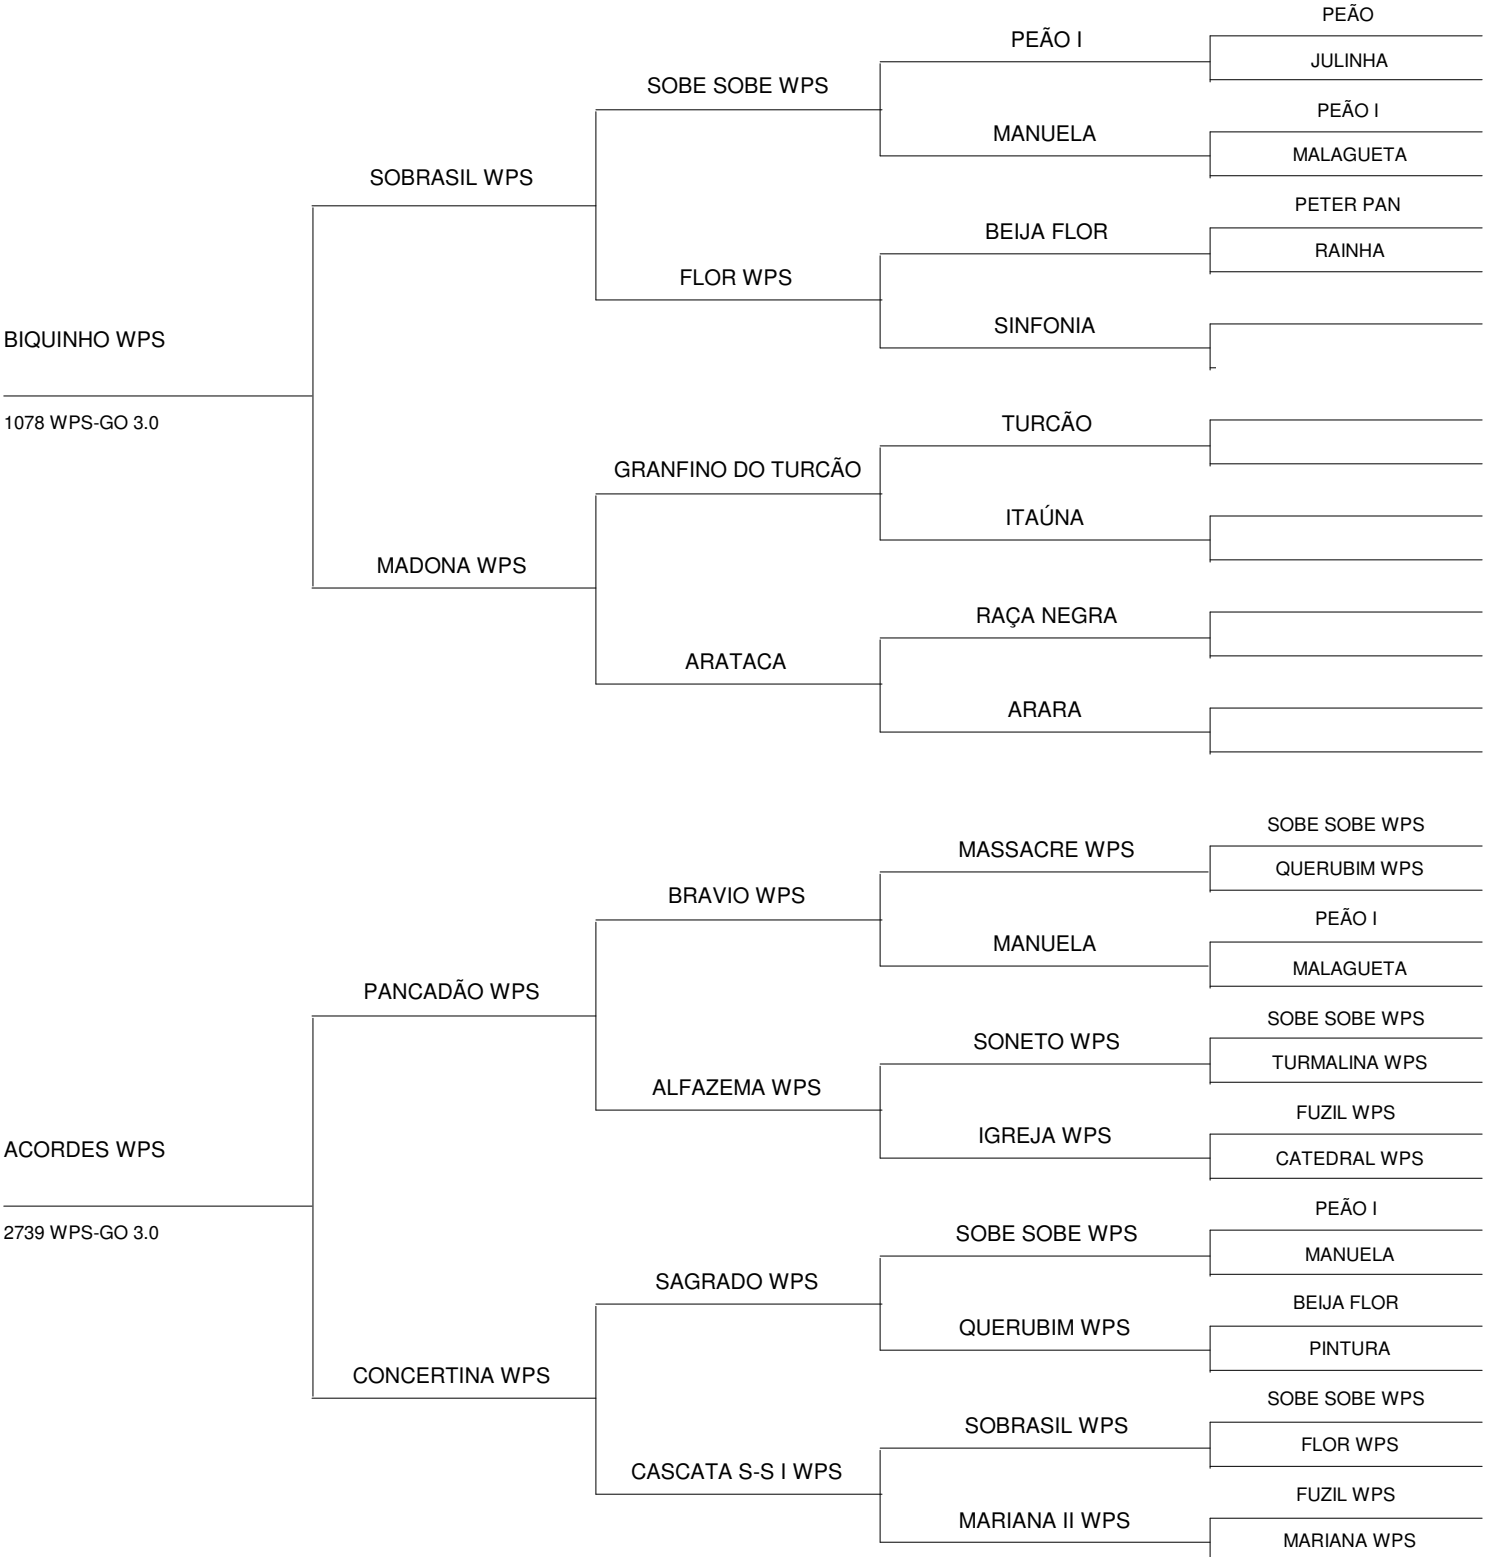 PEÃO
PEÃO I
JULINHA
SOBE SOBE WPS
PEÃO I
MANUELA
MALAGUETA
SOBRASIL WPS
PETER PAN
BEIJA FLOR
RAINHA
FLOR WPS
SINFONIA
BIQUINHO WPS
1078 WPS-GO 3.0
TURCÃO
GRANFINO DO TURCÃO
ITAÚNA
MADONA WPS
RAÇA NEGRA
ARATACA
ARARA
SOBE SOBE WPS
MASSACRE WPS
QUERUBIM WPS
BRAVIO WPS
PEÃO I
MANUELA
MALAGUETA
PANCADÃO WPS
SOBE SOBE WPS
SONETO WPS
TURMALINA WPS
ALFAZEMA WPS
FUZIL WPS
IGREJA WPS
CATEDRAL WPS
ACORDES WPS
2739 WPS-GO 3.0
PEÃO I
SOBE SOBE WPS
MANUELA
SAGRADO WPS
BEIJA FLOR
QUERUBIM WPS
PINTURA
CONCERTINA WPS
SOBE SOBE WPS
SOBRASIL WPS
FLOR WPS
CASCATA S-S I WPS
FUZIL WPS
MARIANA II WPS
MARIANA WPS